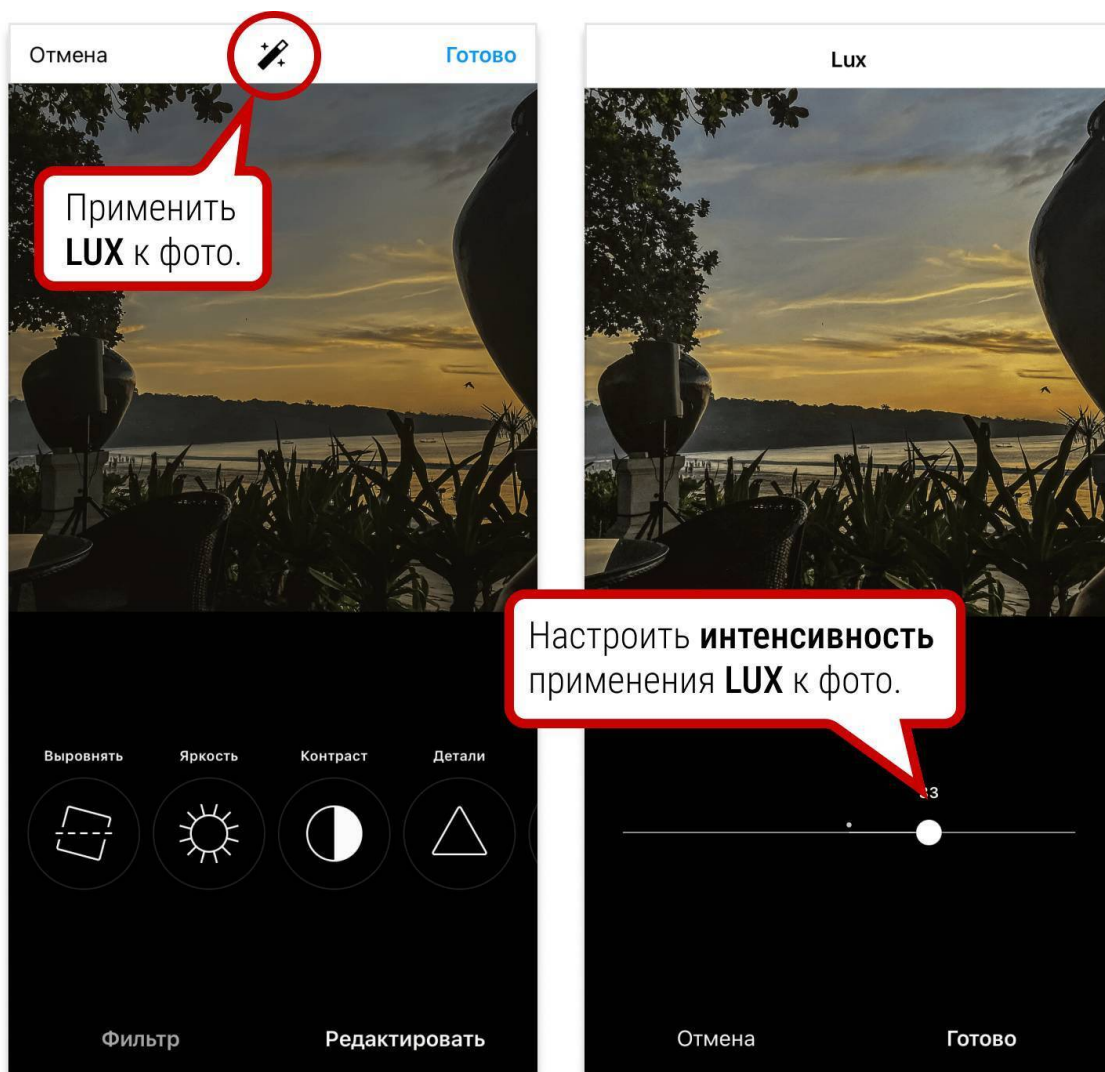 Отмена
Готово
Применить
LUX к фото.
Выровнять
Яркость
Контраст
Детали
Фильтр
Редактировать
Lux
Настроить интенсивность
применения LUX к фото.
Отмена
Готово